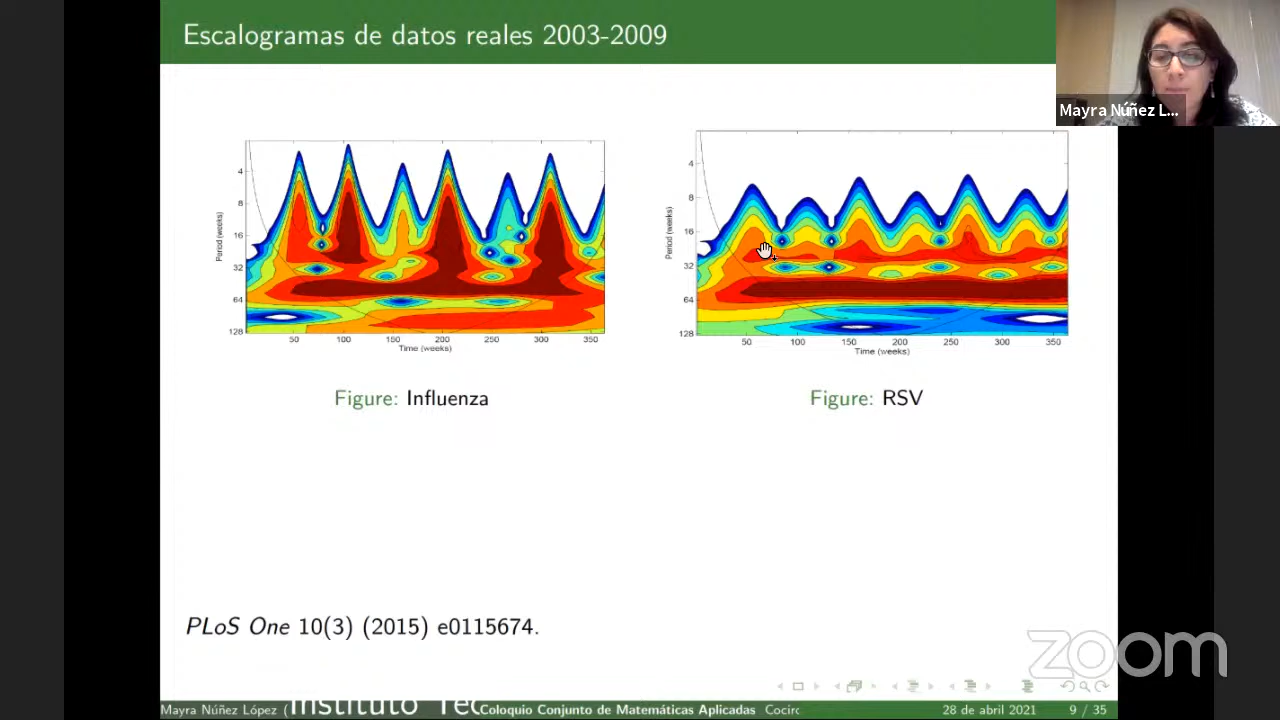 Escalogramas de datos reales 2003-2009
Mayra Núñez L...
4
8
16
32
64
128
Period (weeks)
50 100 150 200 250 300 350
Time (weeks)
4
8
16
32
64
128
Period (weeks)
50 100 150 200 250 300 350
Time (weeks)
Figure: Influenza
Figure: RSV
PLoS One 10(3) (2015) e0115674.
zoom
Mayra Núñez López ( Instituto Tec Coloquio Conjunto de Matemáticas Aplicadas 28 de abril 2021 9 / 35